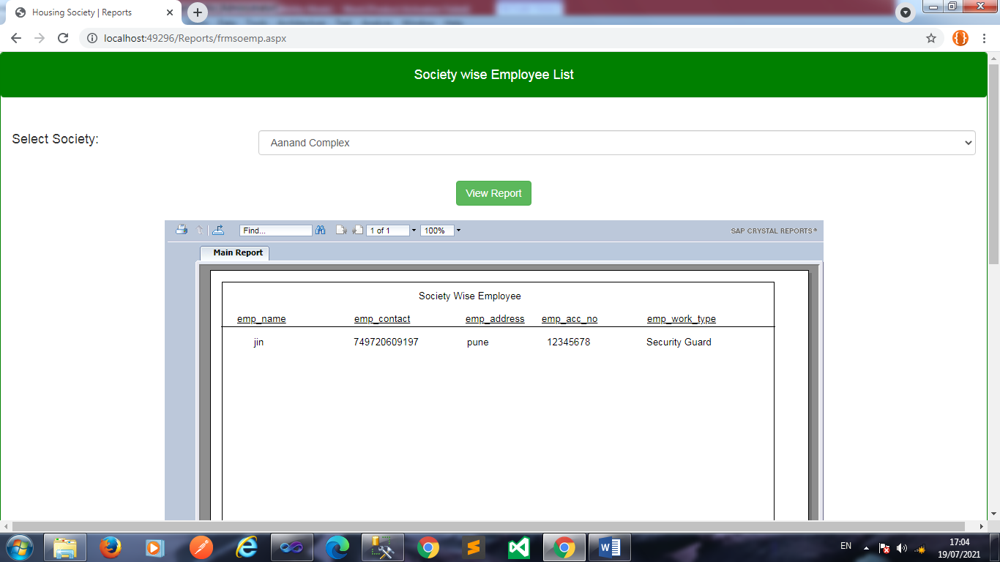 Housing Society | Reports
localhost:49296/Reports/frmsoemp.aspx
Society wise Employee List
Select Society:
Aanand Complex
View Report
Find...
1 of 1
100%
SAP CRYSTAL REPORTS®
Main Report
Society Wise Employee
emp_name emp_contact emp_address emp_acc_no emp_work_type
jin 749720609197 pune 12345678 Security Guard
EN
17:04
19/07/2021